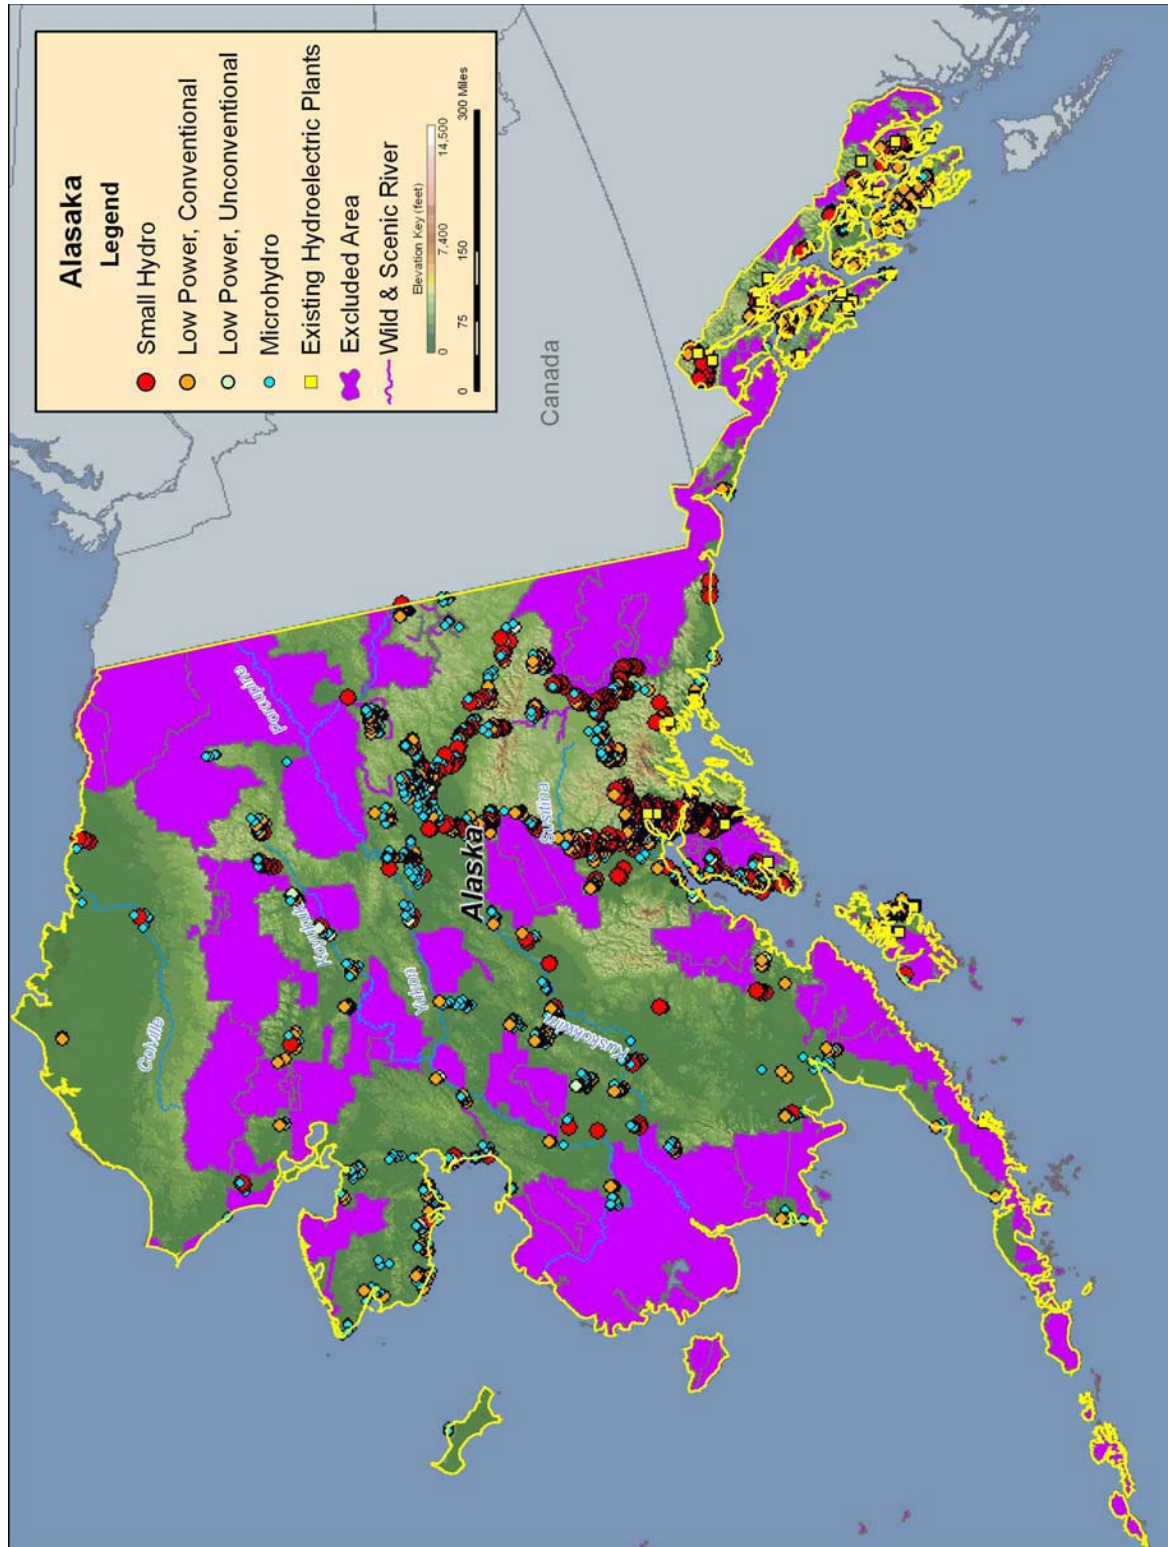 Alasaka
Legend
Small Hydro
Low Power, Conventional
Low Power, Unconventional
Microhydro
Existing Hydroelectric Plants
Excluded Area
Wild & Scenic River
Elevation Key (feet)
0 7,400 14,500
0 75 150 300 Miles
Canada
Porcupine
Colville
Koyukuk
Yukon
Alaska
Susitna
Kuskokwim